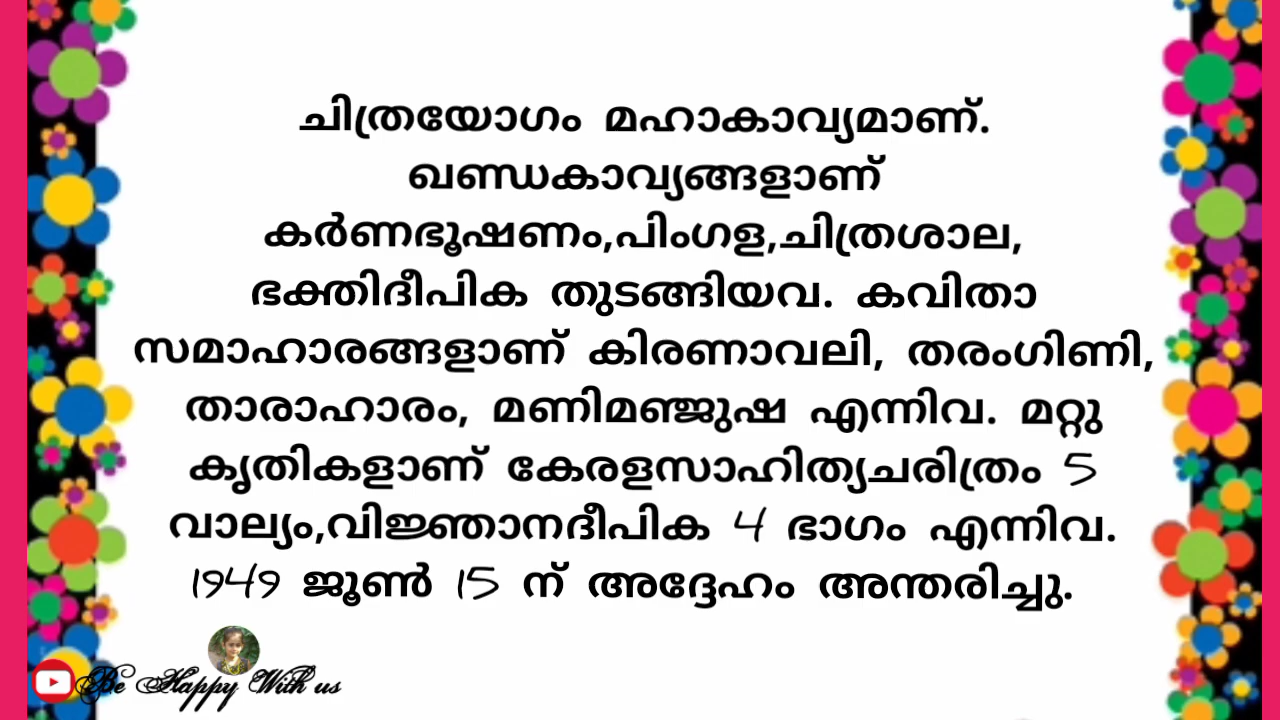 ചിത്രയോഗം മഹാകാവ്യമാണ്.
ഖണ്ഡകാവ്യങ്ങളാണ്
കർണഭൂഷണം,പിംഗള,ചിത്രശാല,
ഭക്തിദീപിക തുടങ്ങിയവ. കവിതാ
സമാഹാരങ്ങളാണ് കിരണാവലി, തരംഗിണി,
താരാഹാരം, മണിമഞ്ജുഷ എന്നിവ. മറ്റു
കൃതികളാണ് കേരളസാഹിത്യചരിത്രം 5
വാല്യം,വിജ്ഞാനദീപിക 4 ഭാഗം എന്നിവ.
1949 ജൂൺ 15 ന് അദ്ദേഹം അന്തരിച്ചു.
Be Happy With us